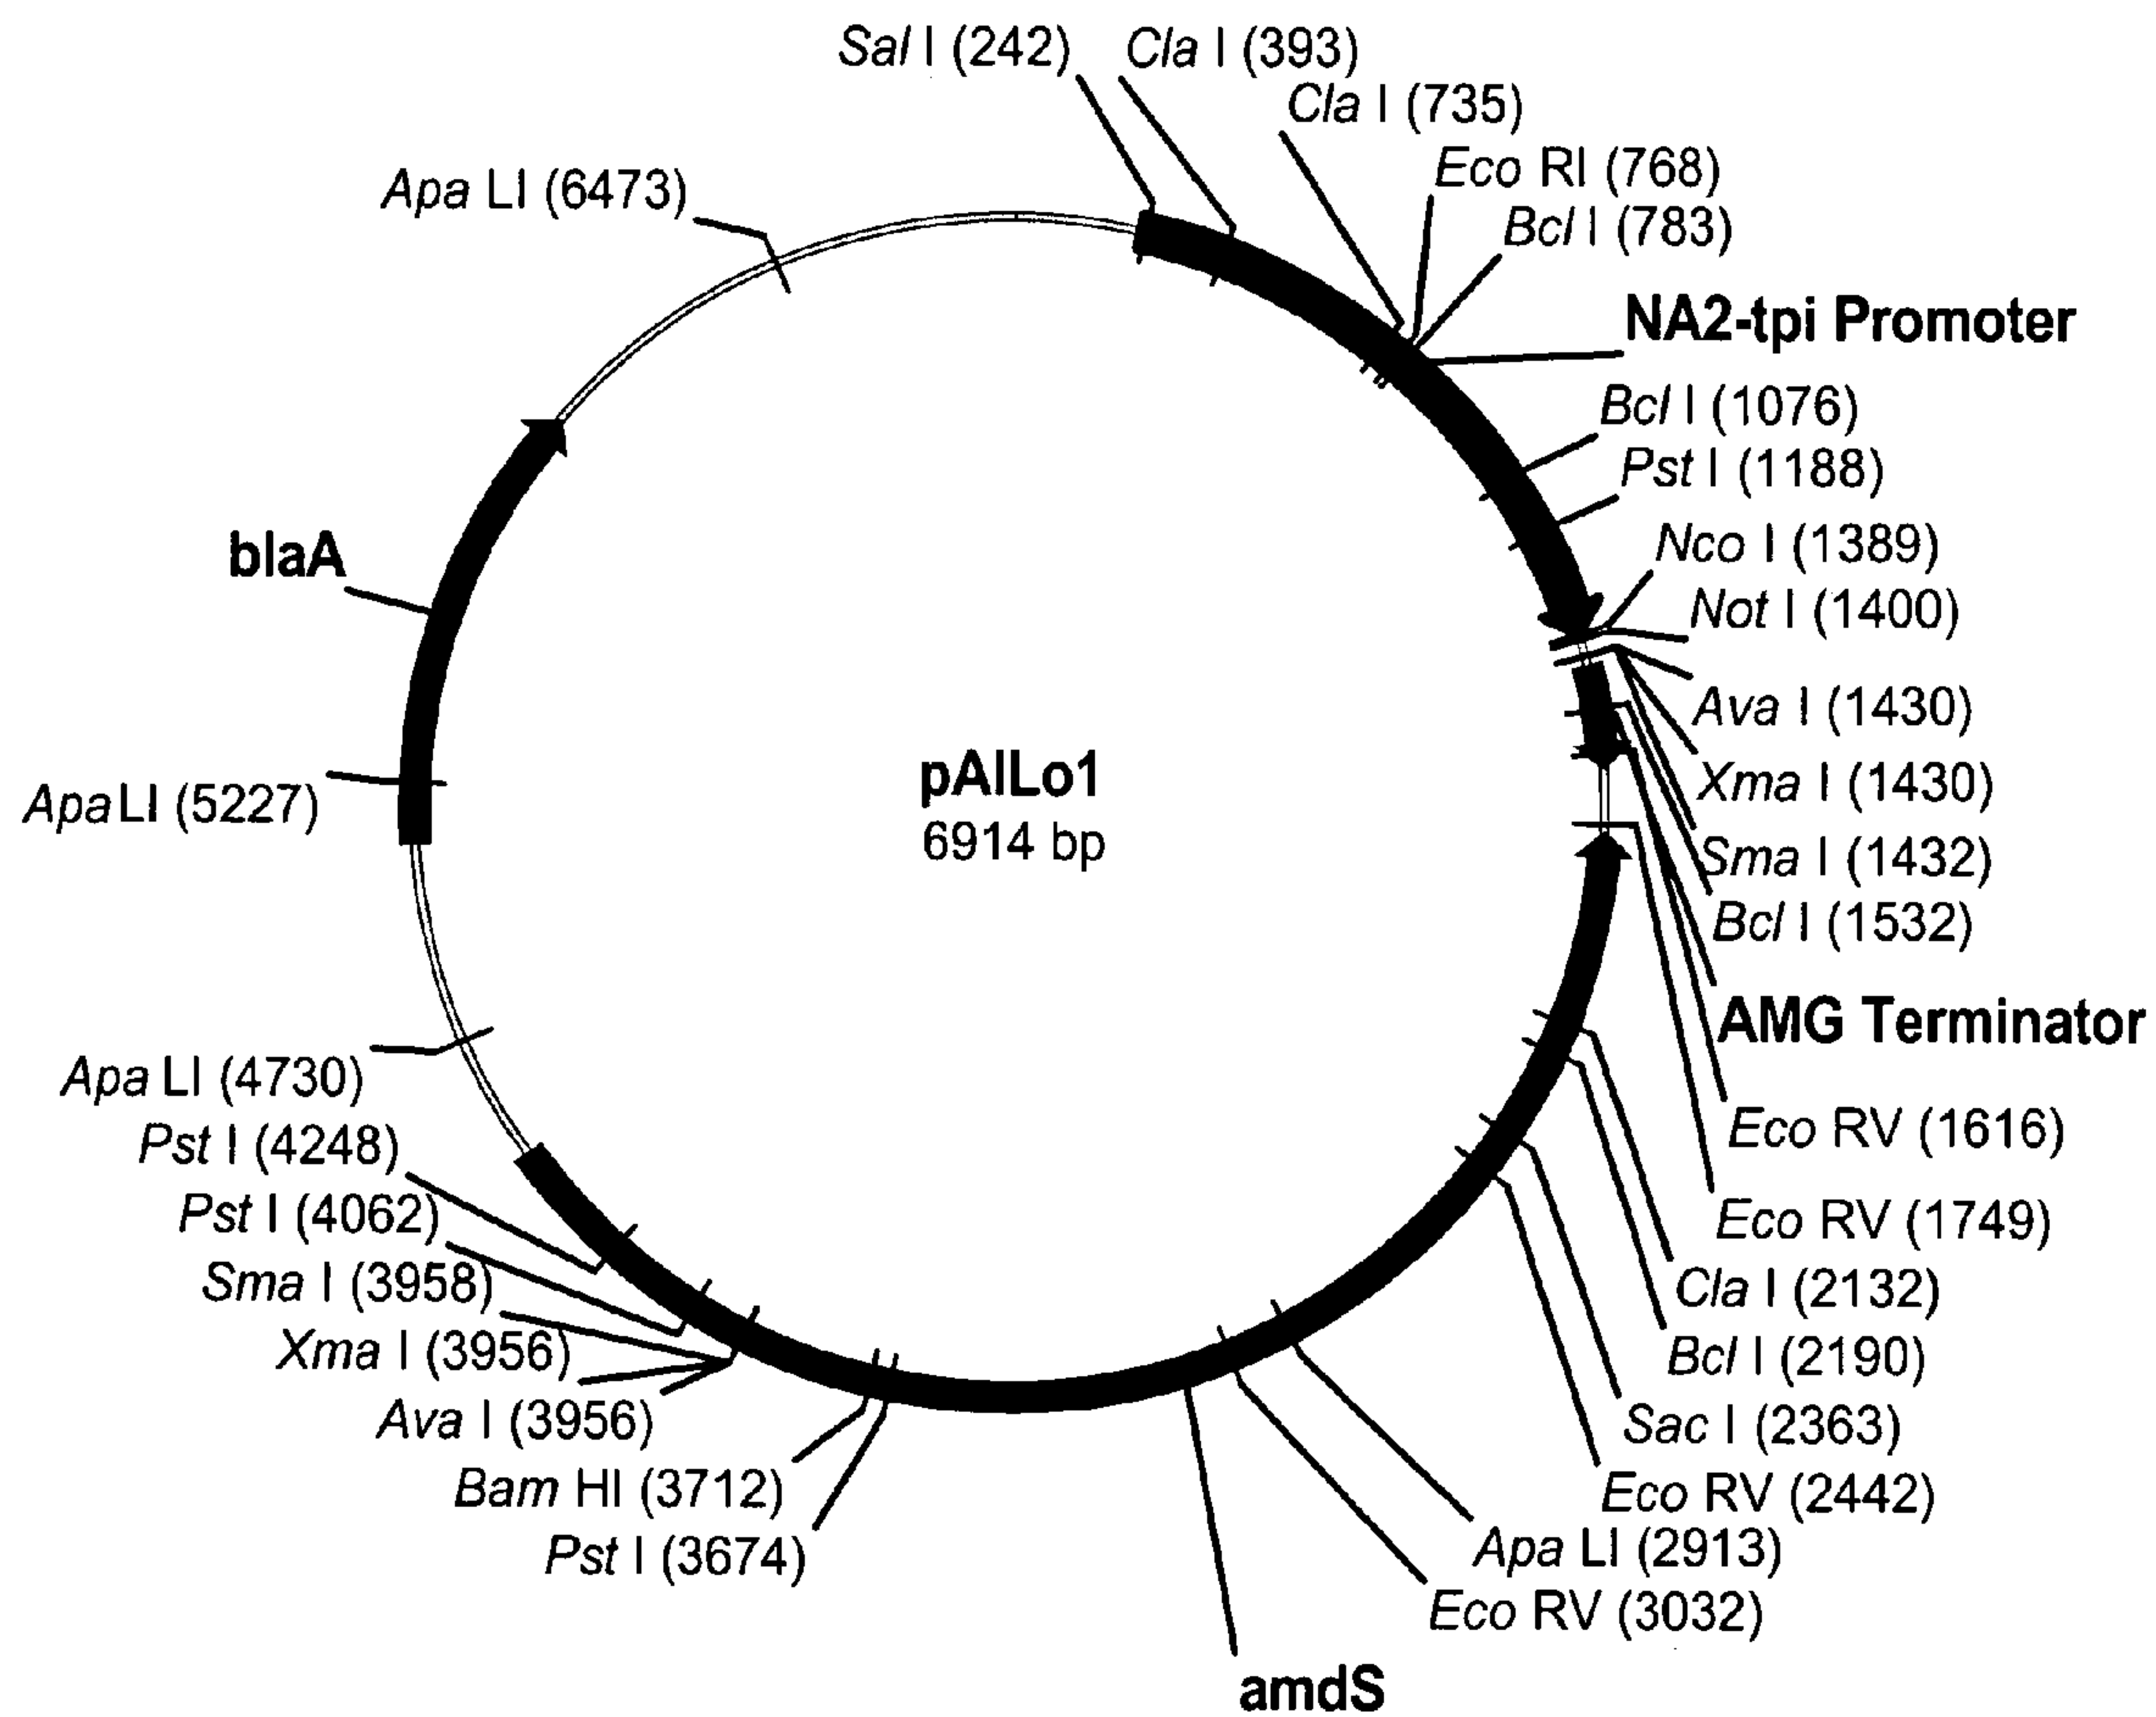 Sal I (242)
Cla I (393)
Cla I (735)
Eco RI (768)
Bcl I (783)
NA2-tpi Promoter
Bcl I (1076)
Pst I (1188)
Nco I (1389)
Not I (1400)
Ava I (1430)
Xma I (1430)
Sma I (1432)
Bcl I (1532)
AMG Terminator
Eco RV (1616)
Eco RV (1749)
Cla I (2132)
Bcl I (2190)
Sac I (2363)
Eco RV (2442)
Apa LI (2913)
Eco RV (3032)
amdS
Pst I (3674)
Bam HI (3712)
Ava I (3956)
Xma I (3956)
Sma I (3958)
Pst I (4062)
Pst I (4248)
Apa LI (4730)
Apa LI (5227)
blaA
Apa LI (6473)
pAlLo1
6914 bp